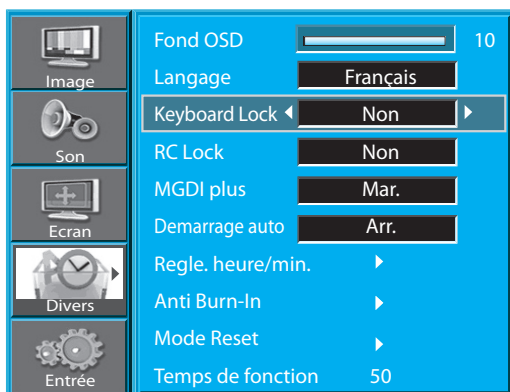 Image
Son
Ecran
Divers
Entrée
Fond OSD 10
Langage Français
Keyboard Lock Non
RC Lock Non
MGDI plus Mar.
Demarrage auto Arr.
Regle. heure/min.
Anti Burn-In
Mode Reset
Temps de fonction 50